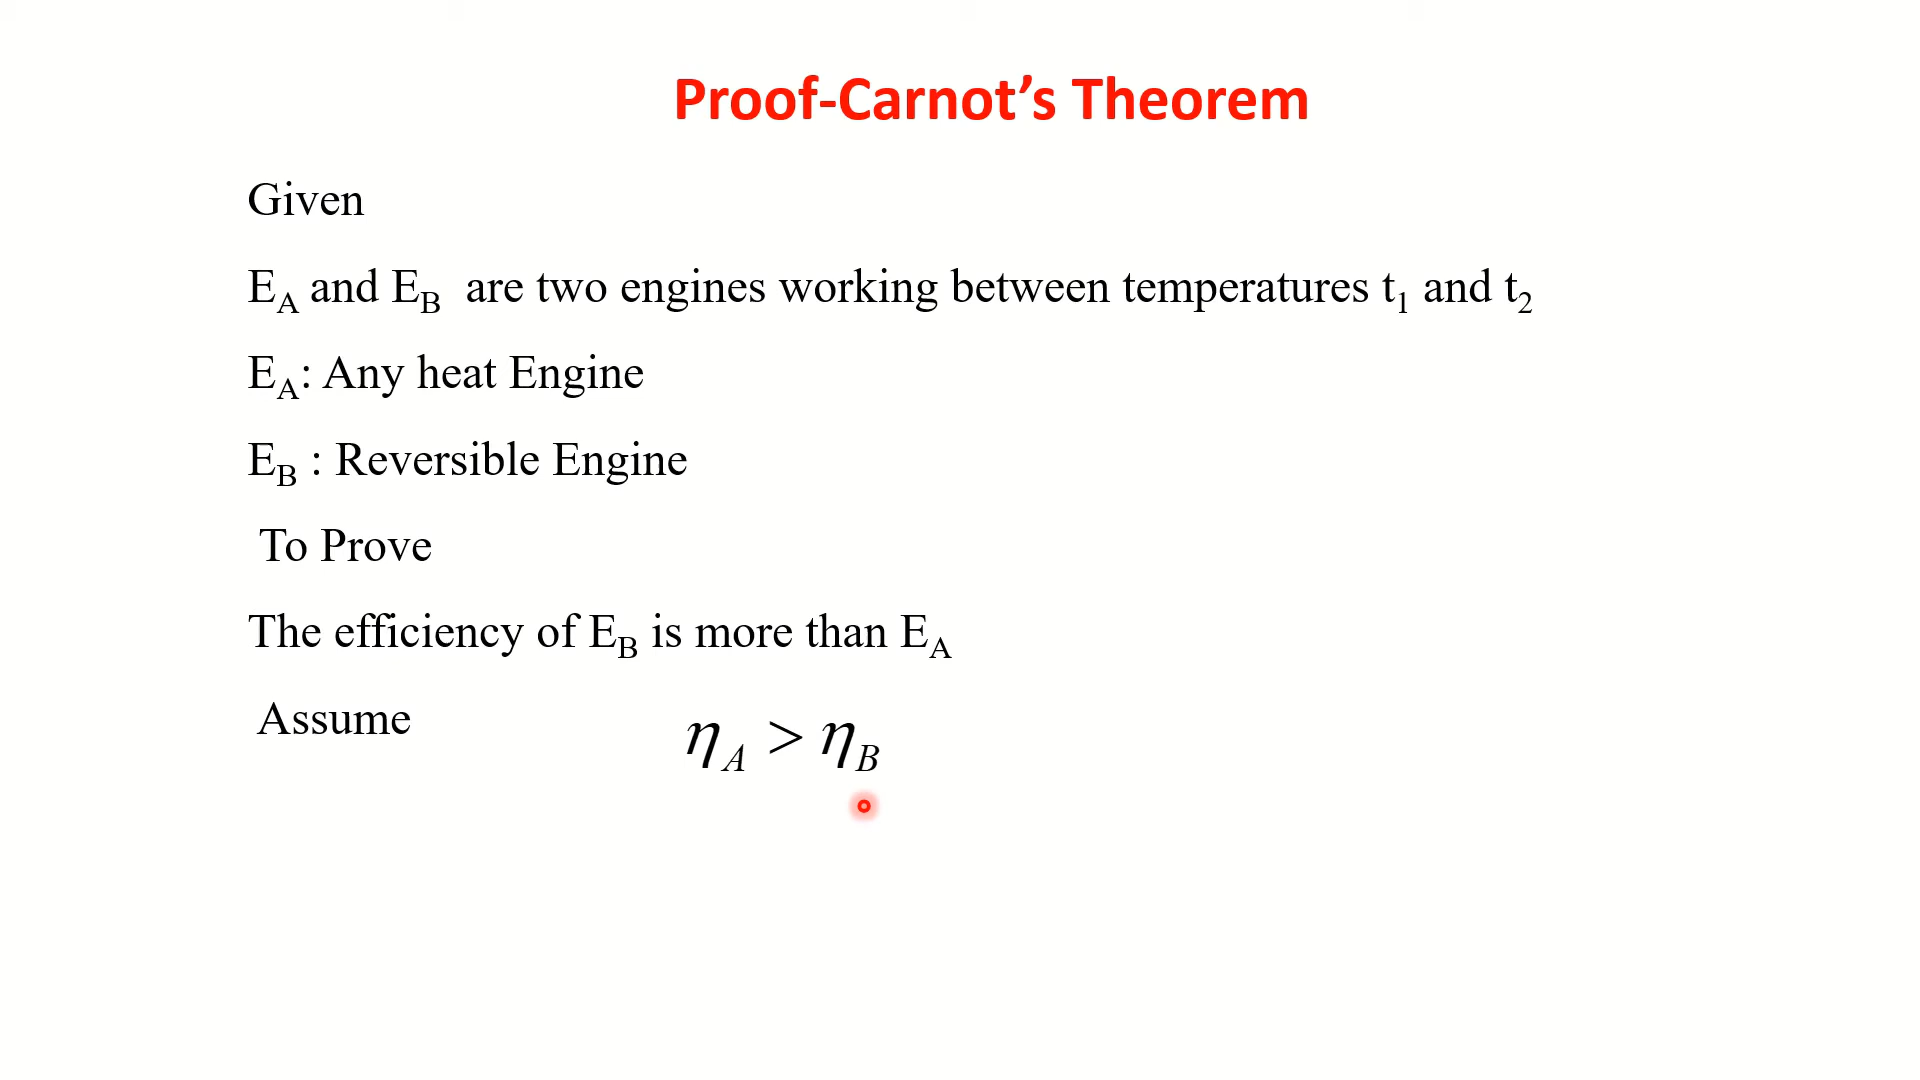 Proof-Carnot’s Theorem
Given
E_A and E_B are two engines working between temperatures t_1 and t_2
E_A: Any heat Engine
E_B : Reversible Engine
To Prove
The efficiency of E_B is more than E_A
Assume η_A > η_B